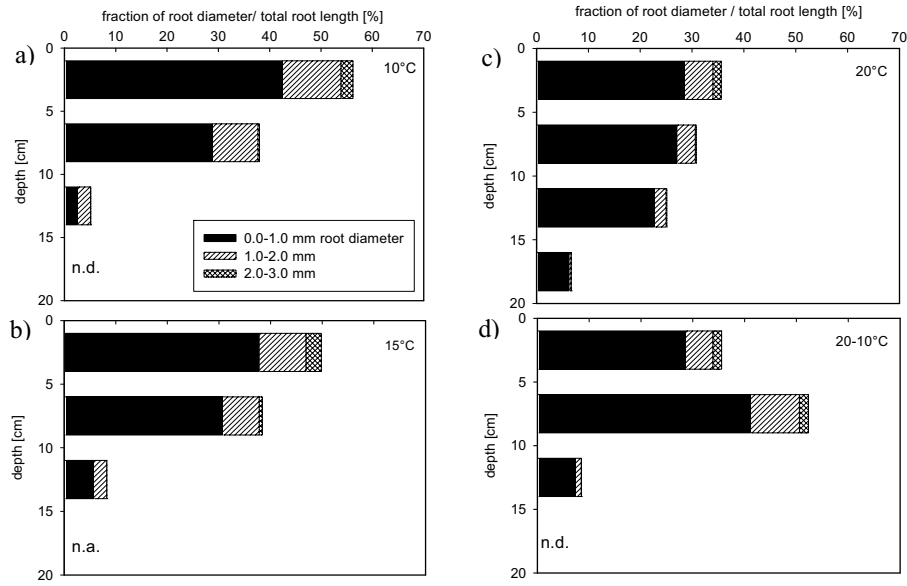 fraction of root diameter/ total root length [%]
0 10 20 30 40 50 60 70
a)
10°C
0
5
10
15
20
depth [cm]
n.d.
0.0-1.0 mm root diameter
1.0-2.0 mm
2.0-3.0 mm
fraction of root diameter / total root length [%]
0 10 20 30 40 50 60 70
c)
20°C
0
5
10
15
20
depth [cm]
b)
15°C
0
5
10
15
20
depth [cm]
n.a.
d)
20-10°C
0
5
10
15
20
depth [cm]
n.d.